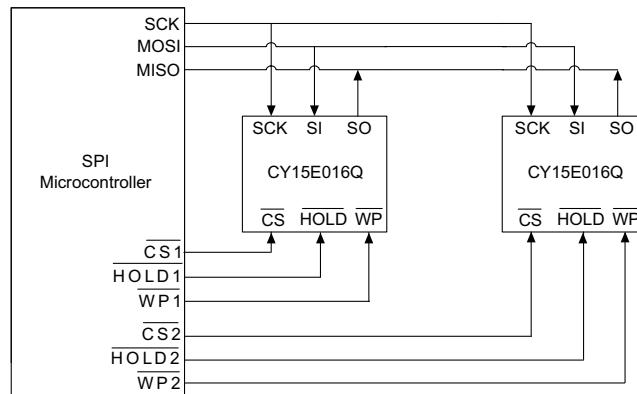 SCK
MOSI
MISO
SPI
Microcontroller
CS1
HOLD1
WP1
CS2
HOLD2
WP2
SCK SI SO
CY15E016Q
CS HOLD WP
SCK SI SO
CY15E016Q
CS HOLD WP